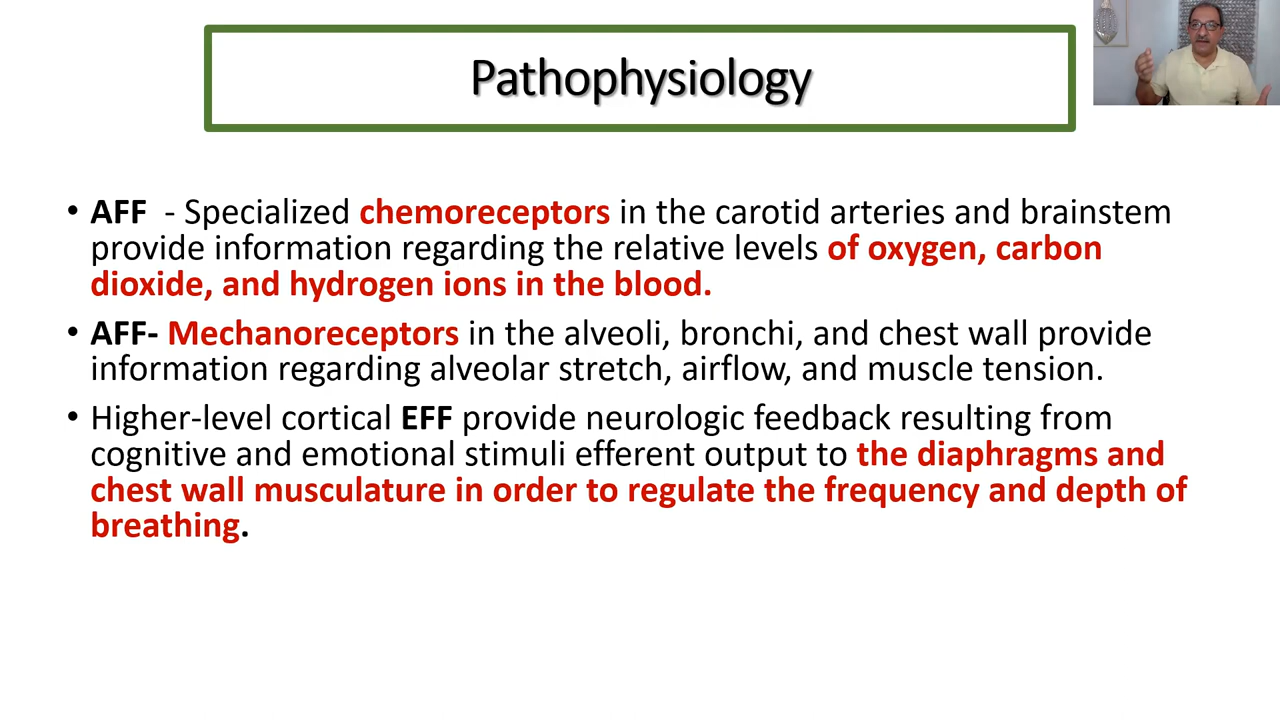 Pathophysiology
• AFF - Specialized chemoreceptors in the carotid arteries and brainstem
provide information regarding the relative levels of oxygen, carbon
dioxide, and hydrogen ions in the blood.
• AFF- Mechanoreceptors in the alveoli, bronchi, and chest wall provide
information regarding alveolar stretch, airflow, and muscle tension.
• Higher-level cortical EFF provide neurologic feedback resulting from
cognitive and emotional stimuli efferent output to the diaphragms and
chest wall musculature in order to regulate the frequency and depth of
breathing.